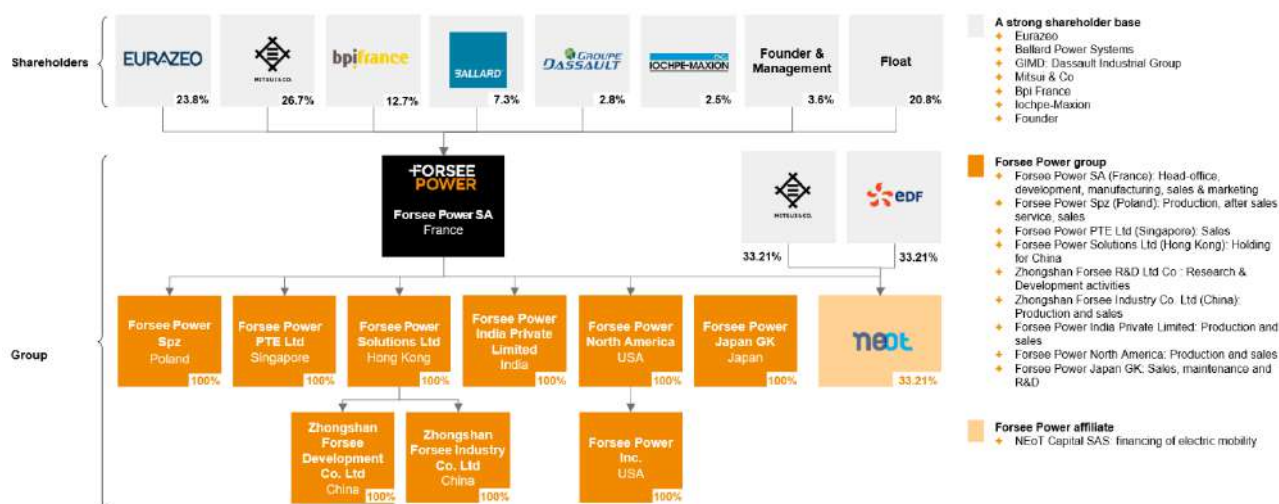 Shareholders
EURAZEO
23.8%
MITSUI & CO.
26.7%
bpifrance
12.7%
BALLARD
7.3%
GROUPE
DASSAULT
2.8%
IOCHPE-MAXION
2.5%
Founder &
Management
3.6%
Float
20.8%
A strong shareholder base
Eurazeo
Ballard Power Systems
GIMD: Dassault Industrial Group
Mitsui & Co
Bpi France
Iochpe-Maxion
Founder
Group
FORSEE
POWER
Forsee Power SA
France
MITSUI & CO.
33.21%
EDF
33.21%
Forsee Power
Spz
Poland
100%
Forsee Power
PTE Ltd
Singapore
100%
Forsee Power
Solutions Ltd
Hong Kong
100%
Forsee Power
India Private
Limited
India
100%
Forsee Power
North America
USA
100%
Forsee Power
Japan GK
Japan
100%
neot
33.21%
Zhongshan
Forsee
Development
Co. Ltd
China
100%
Zhongshan
Forsee Industry
Co. Ltd
China
100%
Forsee Power
Inc.
USA
100%
Forsee Power group
Forsee Power SA (France): Head-office,
development, manufacturing, sales & marketing
Forsee Power Spz (Poland): Production, after sales
service, sales
Forsee Power PTE Ltd (Singapore): Sales
Forsee Power Solutions Ltd (Hong Kong): Holding
for China
Zhongshan Forsee R&D Ltd Co : Research &
Development activities
Zhongshan Forsee Industry Co. Ltd (China):
Production and sales
Forsee Power India Private Limited: Production and
sales
Forsee Power North America: Production and sales
Forsee Power Japan GK: Sales, maintenance and
R&D
Forsee Power affiliate
NEoT Capital SAS: financing of electric mobility